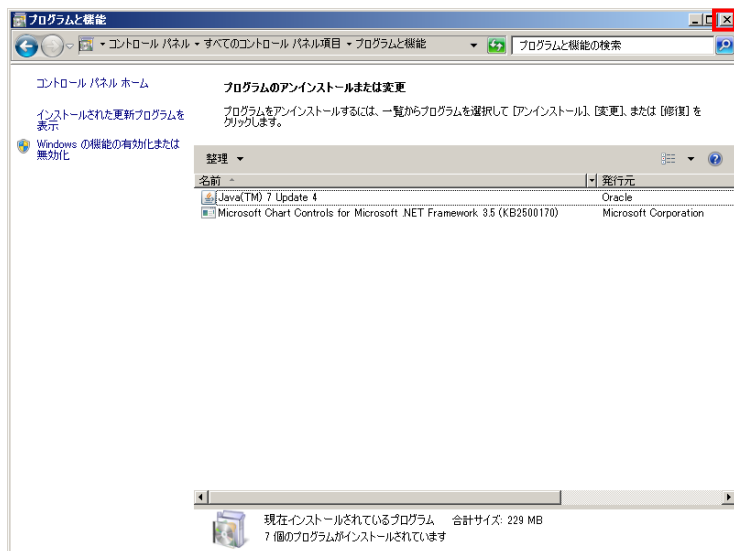 プログラムと機能
コントロール パネル ▾ すべてのコントロール パネル項目 ▾ プログラムと機能
プログラムと機能の検索
コントロール パネル ホーム
インストールされた更新プログラムを
表示
Windows の機能の有効化または
無効化
プログラムのアンインストールまたは変更
プログラムをアンインストールするには、一覧からプログラムを選択して [アンインストール]、[変更]、または [修復] を
クリックします。
整理 ▾
名前
発行元
Java(TM) 7 Update 4
Oracle
Microsoft Chart Controls for Microsoft .NET Framework 3.5 (KB2500170)
Microsoft Corporation
現在インストールされているプログラム 合計サイズ: 229 MB
7 個のプログラムがインストールされています